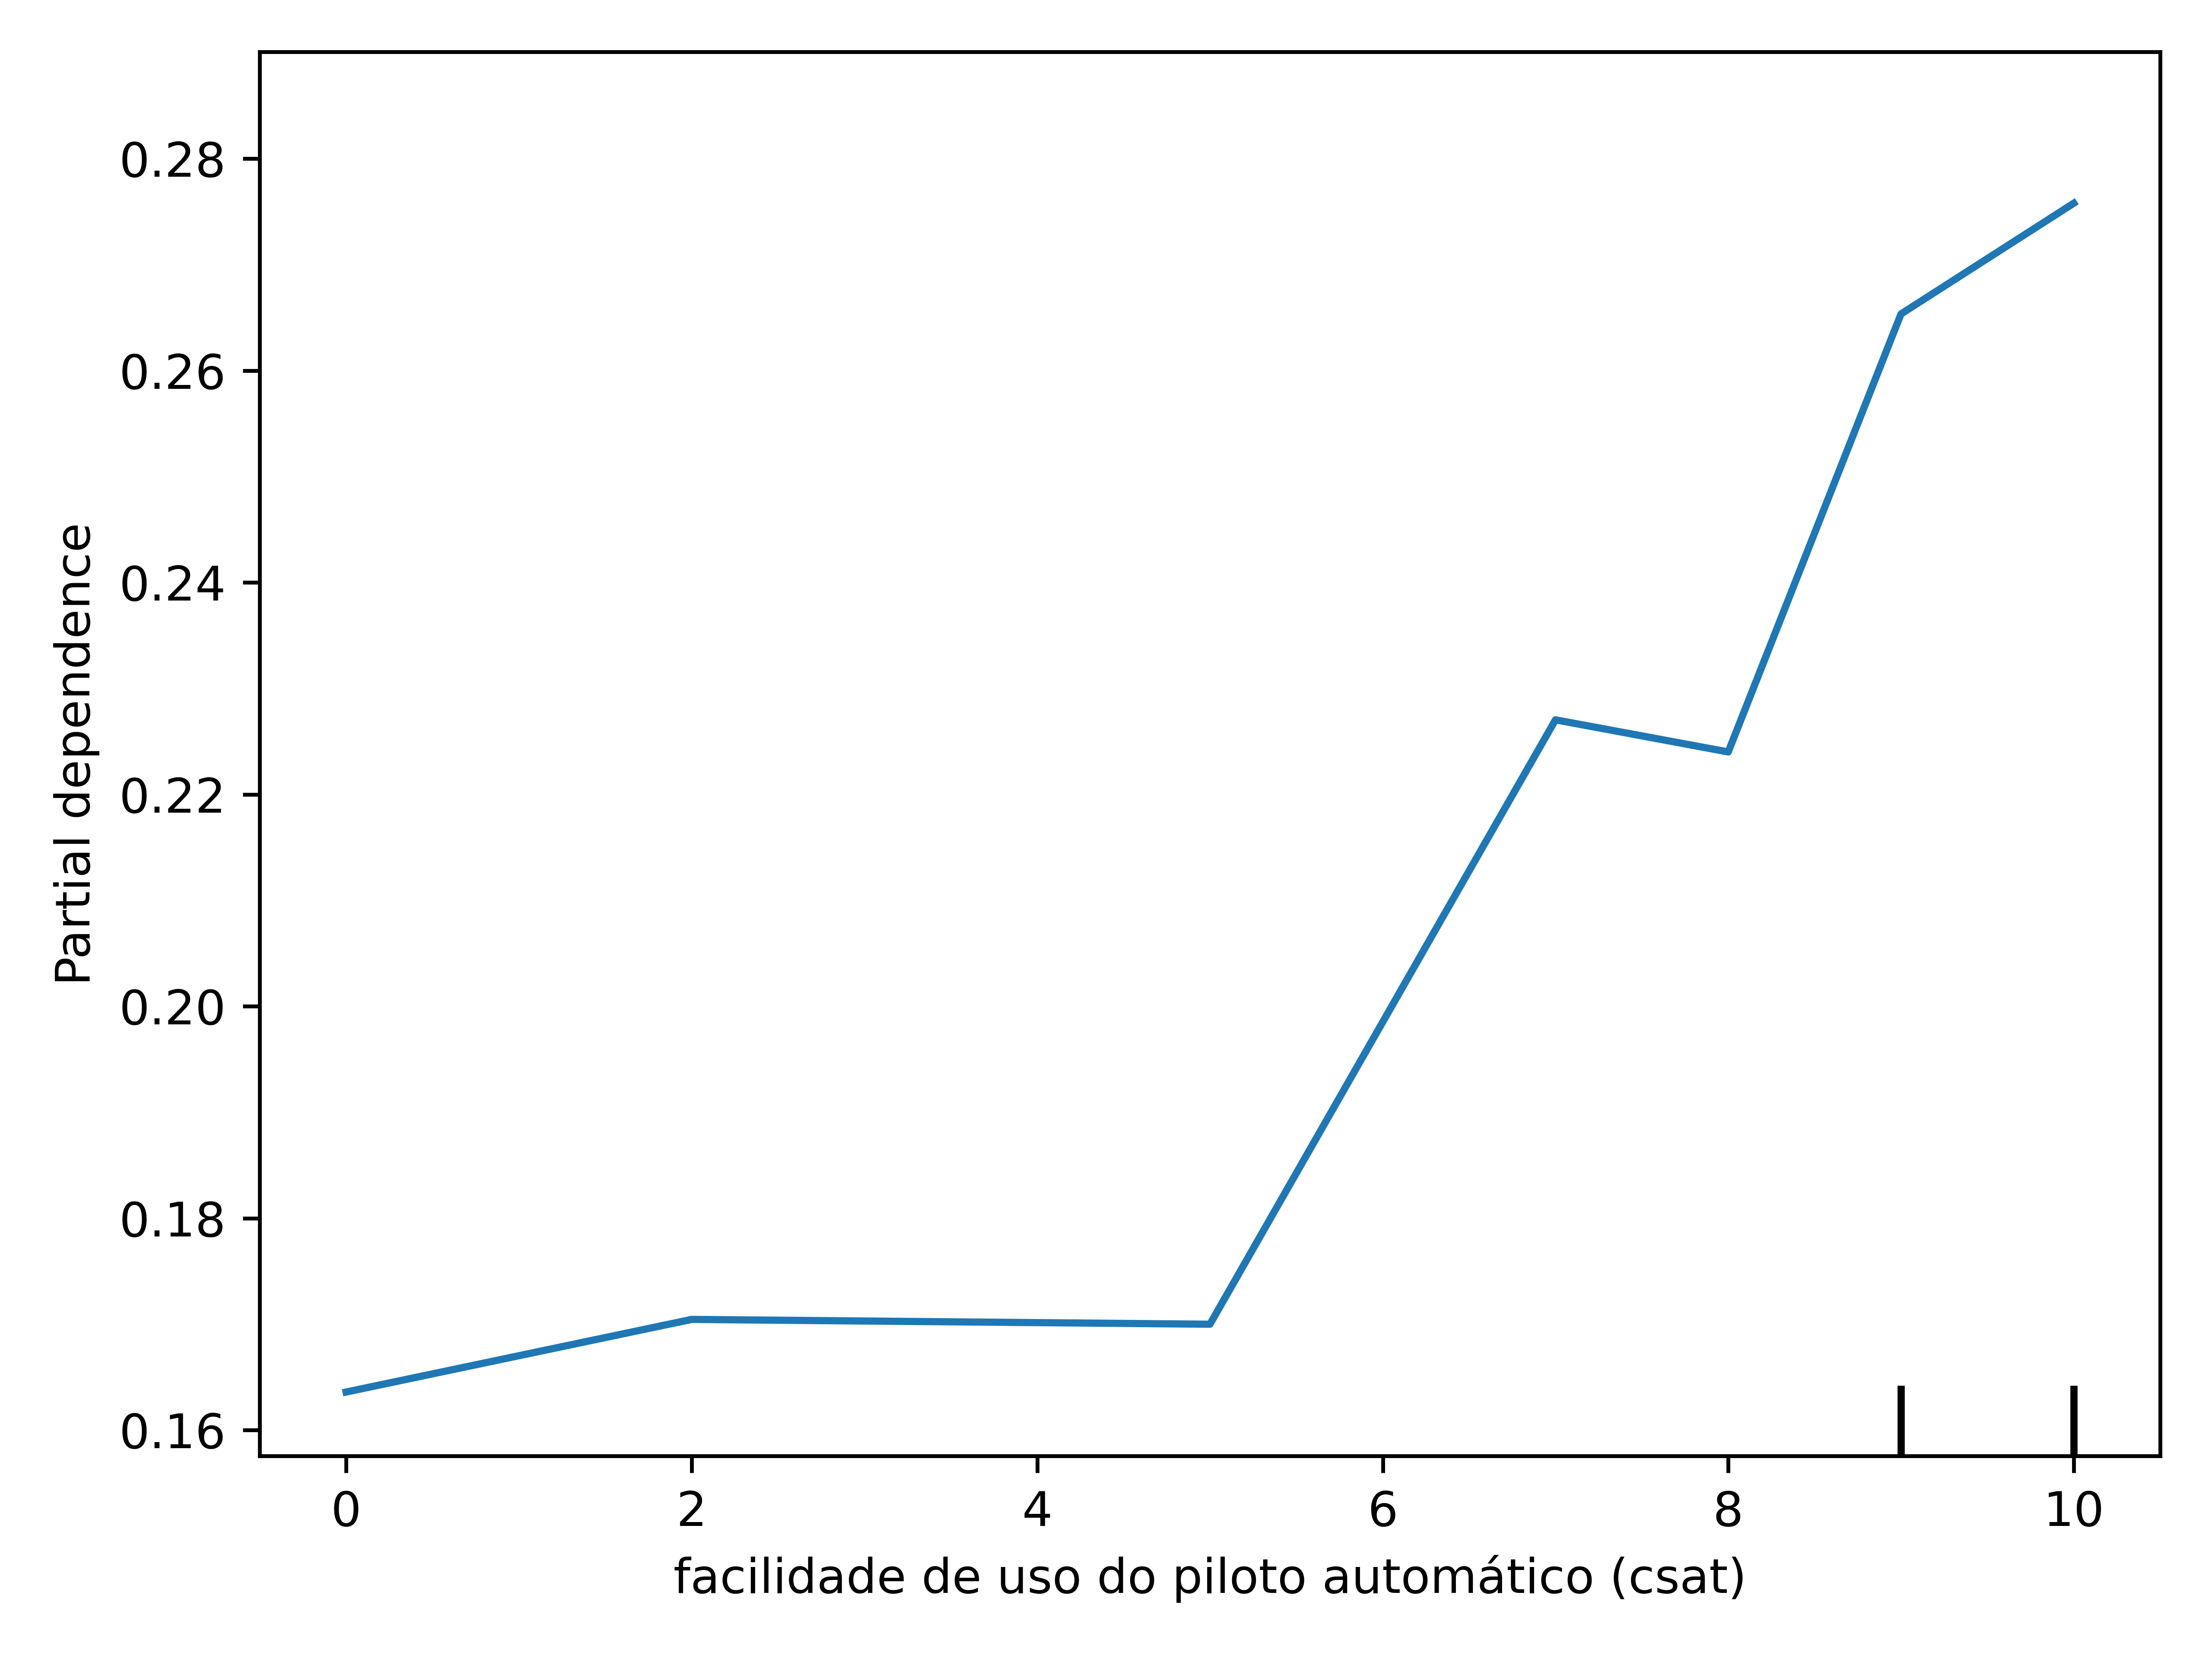 0.28
0.26
0.24
0.22
0.20
0.18
0.16
Partial dependence
0 2 4 6 8 10
facilidade de uso do piloto automático (csat)